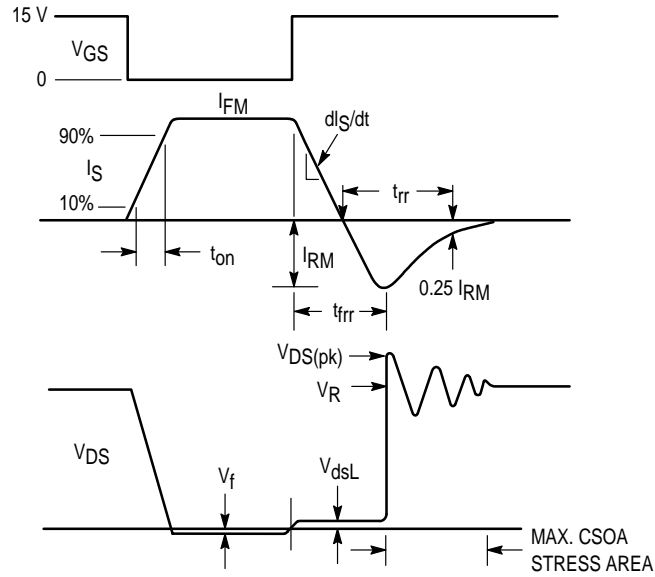 15 V
VGS
0
IFM
90%
dIS/dt
IS
trr
10%
ton
IRM
0.25 IRM
tfrr
VDS(pk)
VR
VDS
Vf
VdsL
MAX. CSOA
STRESS AREA